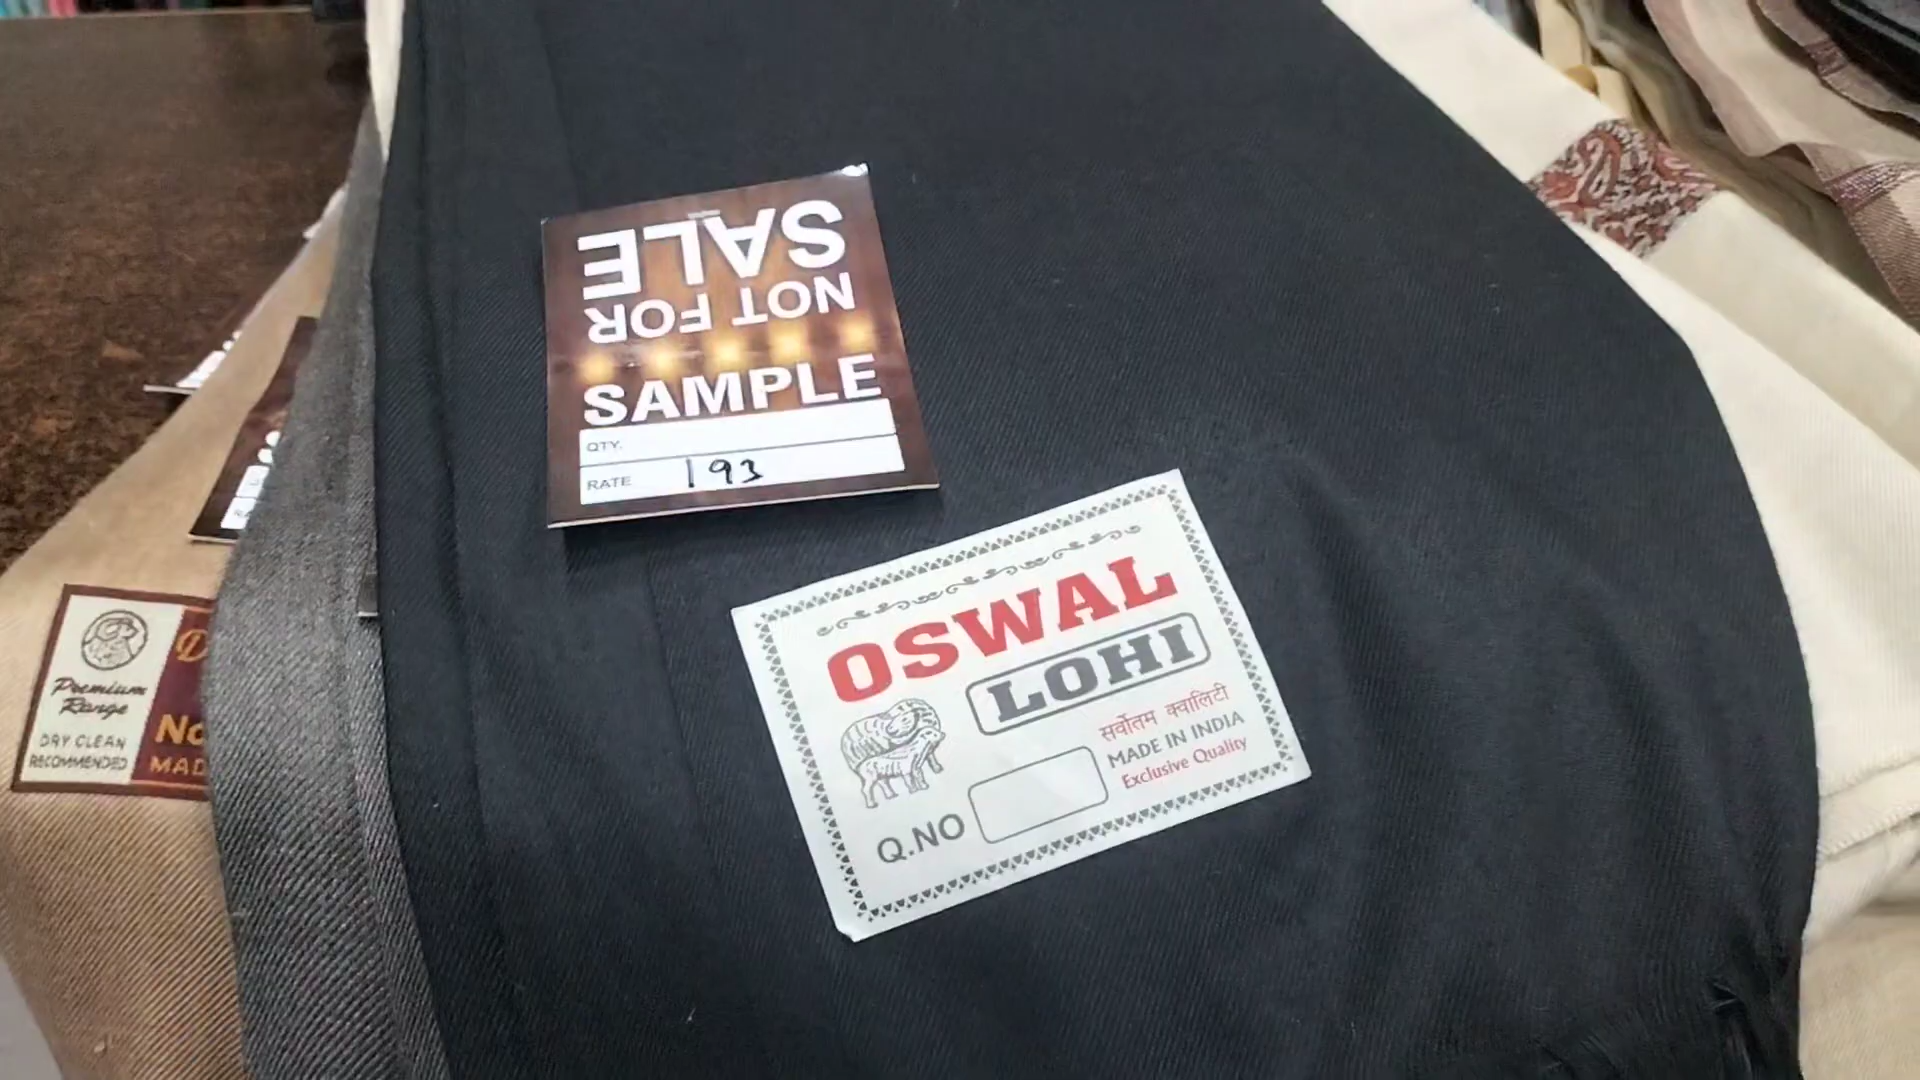 SALE
NOT FOR
SAMPLE
QTY.
RATE 193
OSWAL
LOHI
सर्वोतम क्वालिटी
MADE IN INDIA
Exclusive Quality
Q.NO
Premium
Range
DRY CLEAN
RECOMMENDED